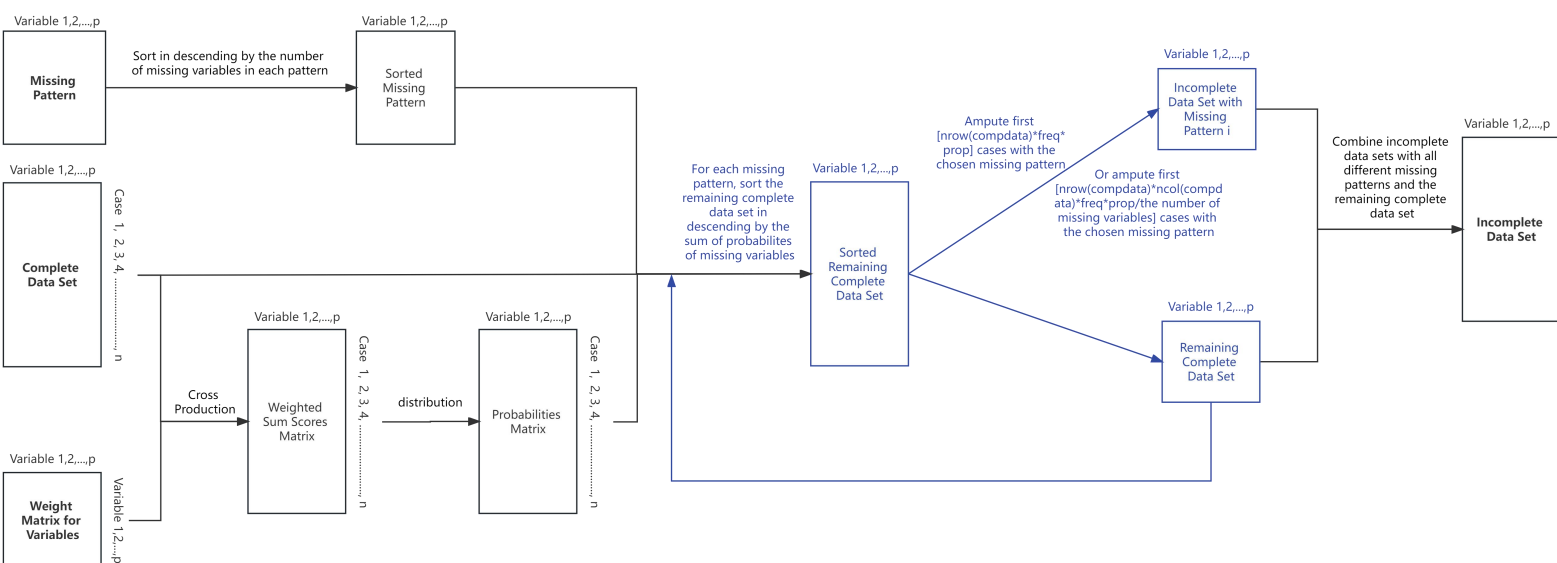 Variable 1,2,...,p
Missing
Pattern
Sort in descending by the number
of missing variables in each pattern
Variable 1,2,...,p
Sorted
Missing
Pattern
Variable 1,2,...,p
Complete
Data Set
Case 1, 2, 3, 4, ................, n
Variable 1,2,...,p
Weight
Matrix for
Variables
Variable 1,2,...,p
Cross
Production
Variable 1,2,...,p
Weighted
Sum Scores
Matrix
Case 1, 2, 3, 4, ................, n
distribution
Variable 1,2,...,p
Probabilities
Matrix
Case 1, 2, 3, 4, ................, n
For each missing
pattern, sort the
remaining complete
data set in
descending by the
sum of probabilites
of missing variables
Variable 1,2,...,p
Sorted
Remaining
Complete
Data Set
Ampute first
[nrow(compdata)*freq*
prop] cases with the
chosen missing pattern
Or ampute first
[nrow(compdata)*ncol(compd
ata)*freq*prop/the number of
missing variables] cases with
the chosen missing pattern
Variable 1,2,...,p
Incomplete
Data Set with
Missing
Pattern i
Variable 1,2,...,p
Remaining
Complete
Data Set
Combine incomplete
data sets with all
different missing
patterns and the
remaining complete
data set
Variable 1,2,...,p
Incomplete
Data Set